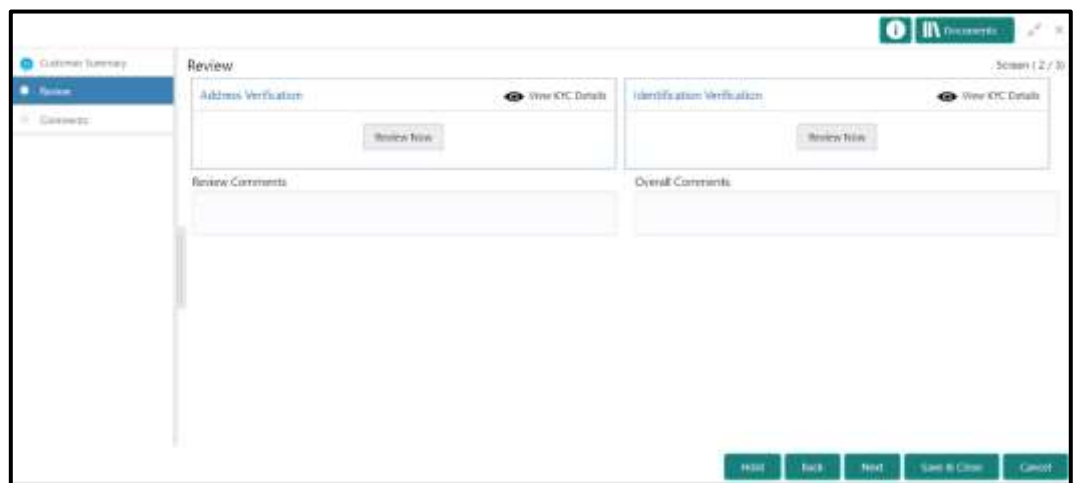 Documents
Customer Summary
Review
Comments
Review
Screen ( 2 / 3)
Address Verification
View KYC Details
Identification Verification
View KYC Details
Review Now
Review Now
Review Comments
Overall Comments
Hold
Back
Next
Save & Close
Cancel